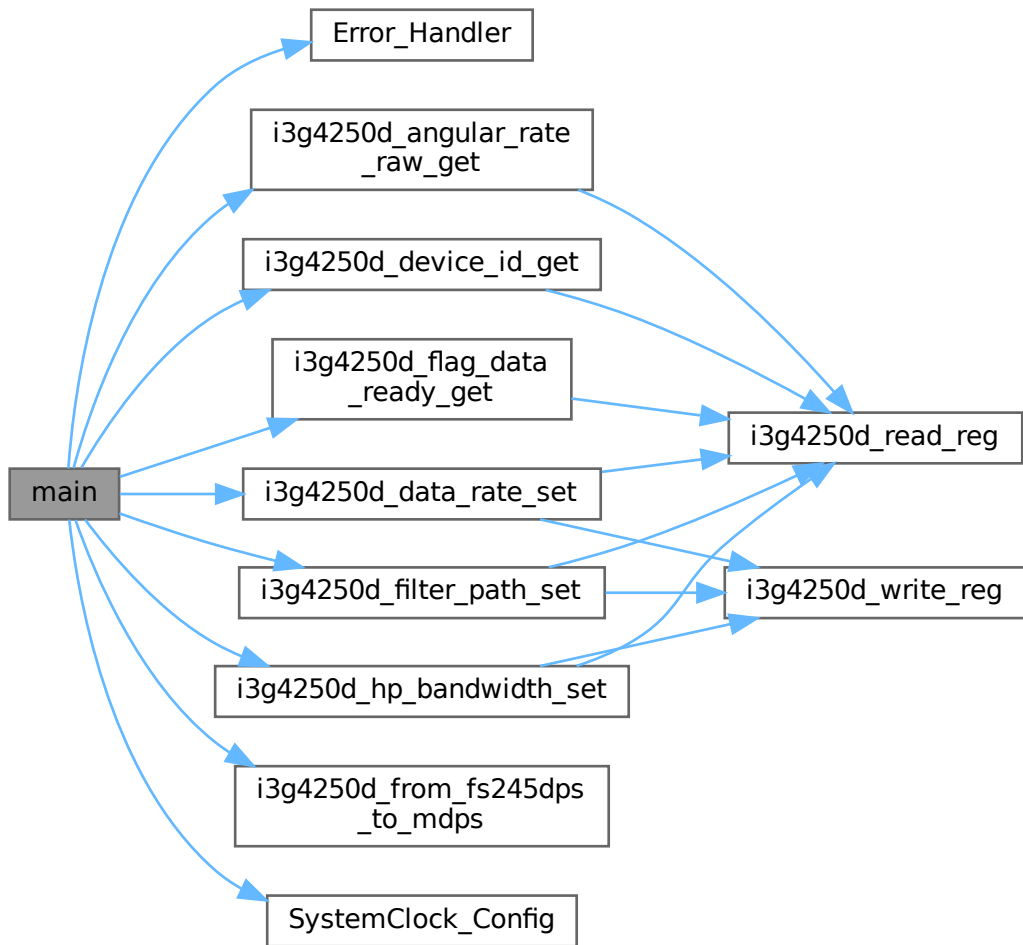 Error_Handler
i3g4250d_angular_rate
_raw_get
i3g4250d_device_id_get
i3g4250d_flag_data
_ready_get
i3g4250d_read_reg
main
i3g4250d_data_rate_set
i3g4250d_filter_path_set
i3g4250d_write_reg
i3g4250d_hp_bandwidth_set
i3g4250d_from_fs245dps
_to_mdps
SystemClock_Config